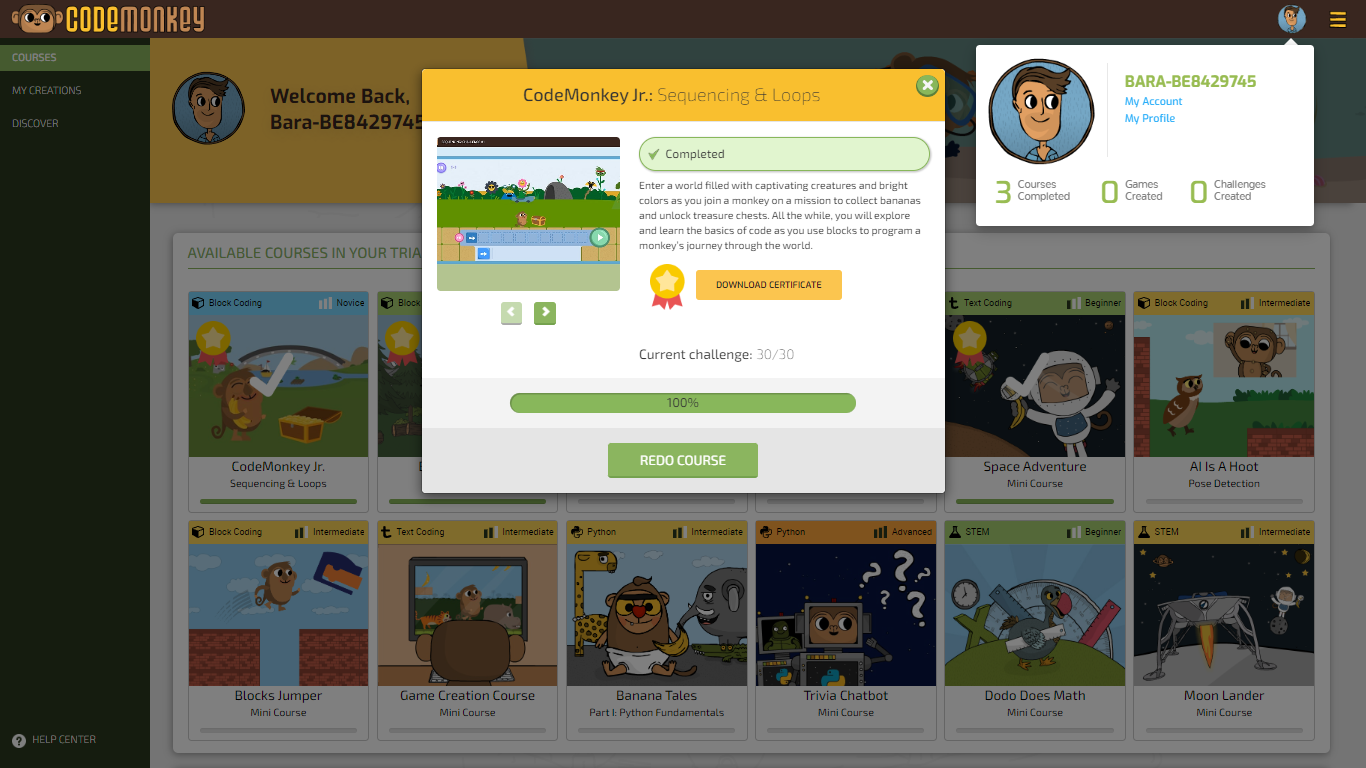 CODEMONKEY
COURSES
MY CREATIONS
DISCOVER
HELP CENTER
Welcome Back,
Bara-BE8429745
BARA-BE8429745
My Account
My Profile
3 Courses Completed
0 Games Created
0 Challenges Created
CodeMonkey Jr.: Sequencing & Loops
Completed
Enter a world filled with captivating creatures and bright
colors as you join a monkey on a mission to collect bananas
and unlock treasure chests. All the while, you will explore
and learn the basics of code as you use blocks to program a
monkey's journey through the world.
DOWNLOAD CERTIFICATE
Current challenge: 30/30
100%
REDO COURSE
AVAILABLE COURSES IN YOUR TRIA
Block Coding Novice
CodeMonkey Jr.
Sequencing & Loops
Block
Text Coding Beginner
Space Adventure
Mini Course
Block Coding Intermediate
AI Is A Hoot
Pose Detection
Block Coding Intermediate
Blocks Jumper
Mini Course
Text Coding Intermediate
Game Creation Course
Mini Course
Python Intermediate
Banana Tales
Part I: Python Fundamentals
Python Advanced
Trivia Chatbot
Mini Course
STEM Beginner
Dodo Does Math
Mini Course
STEM Intermediate
Moon Lander
Mini Course